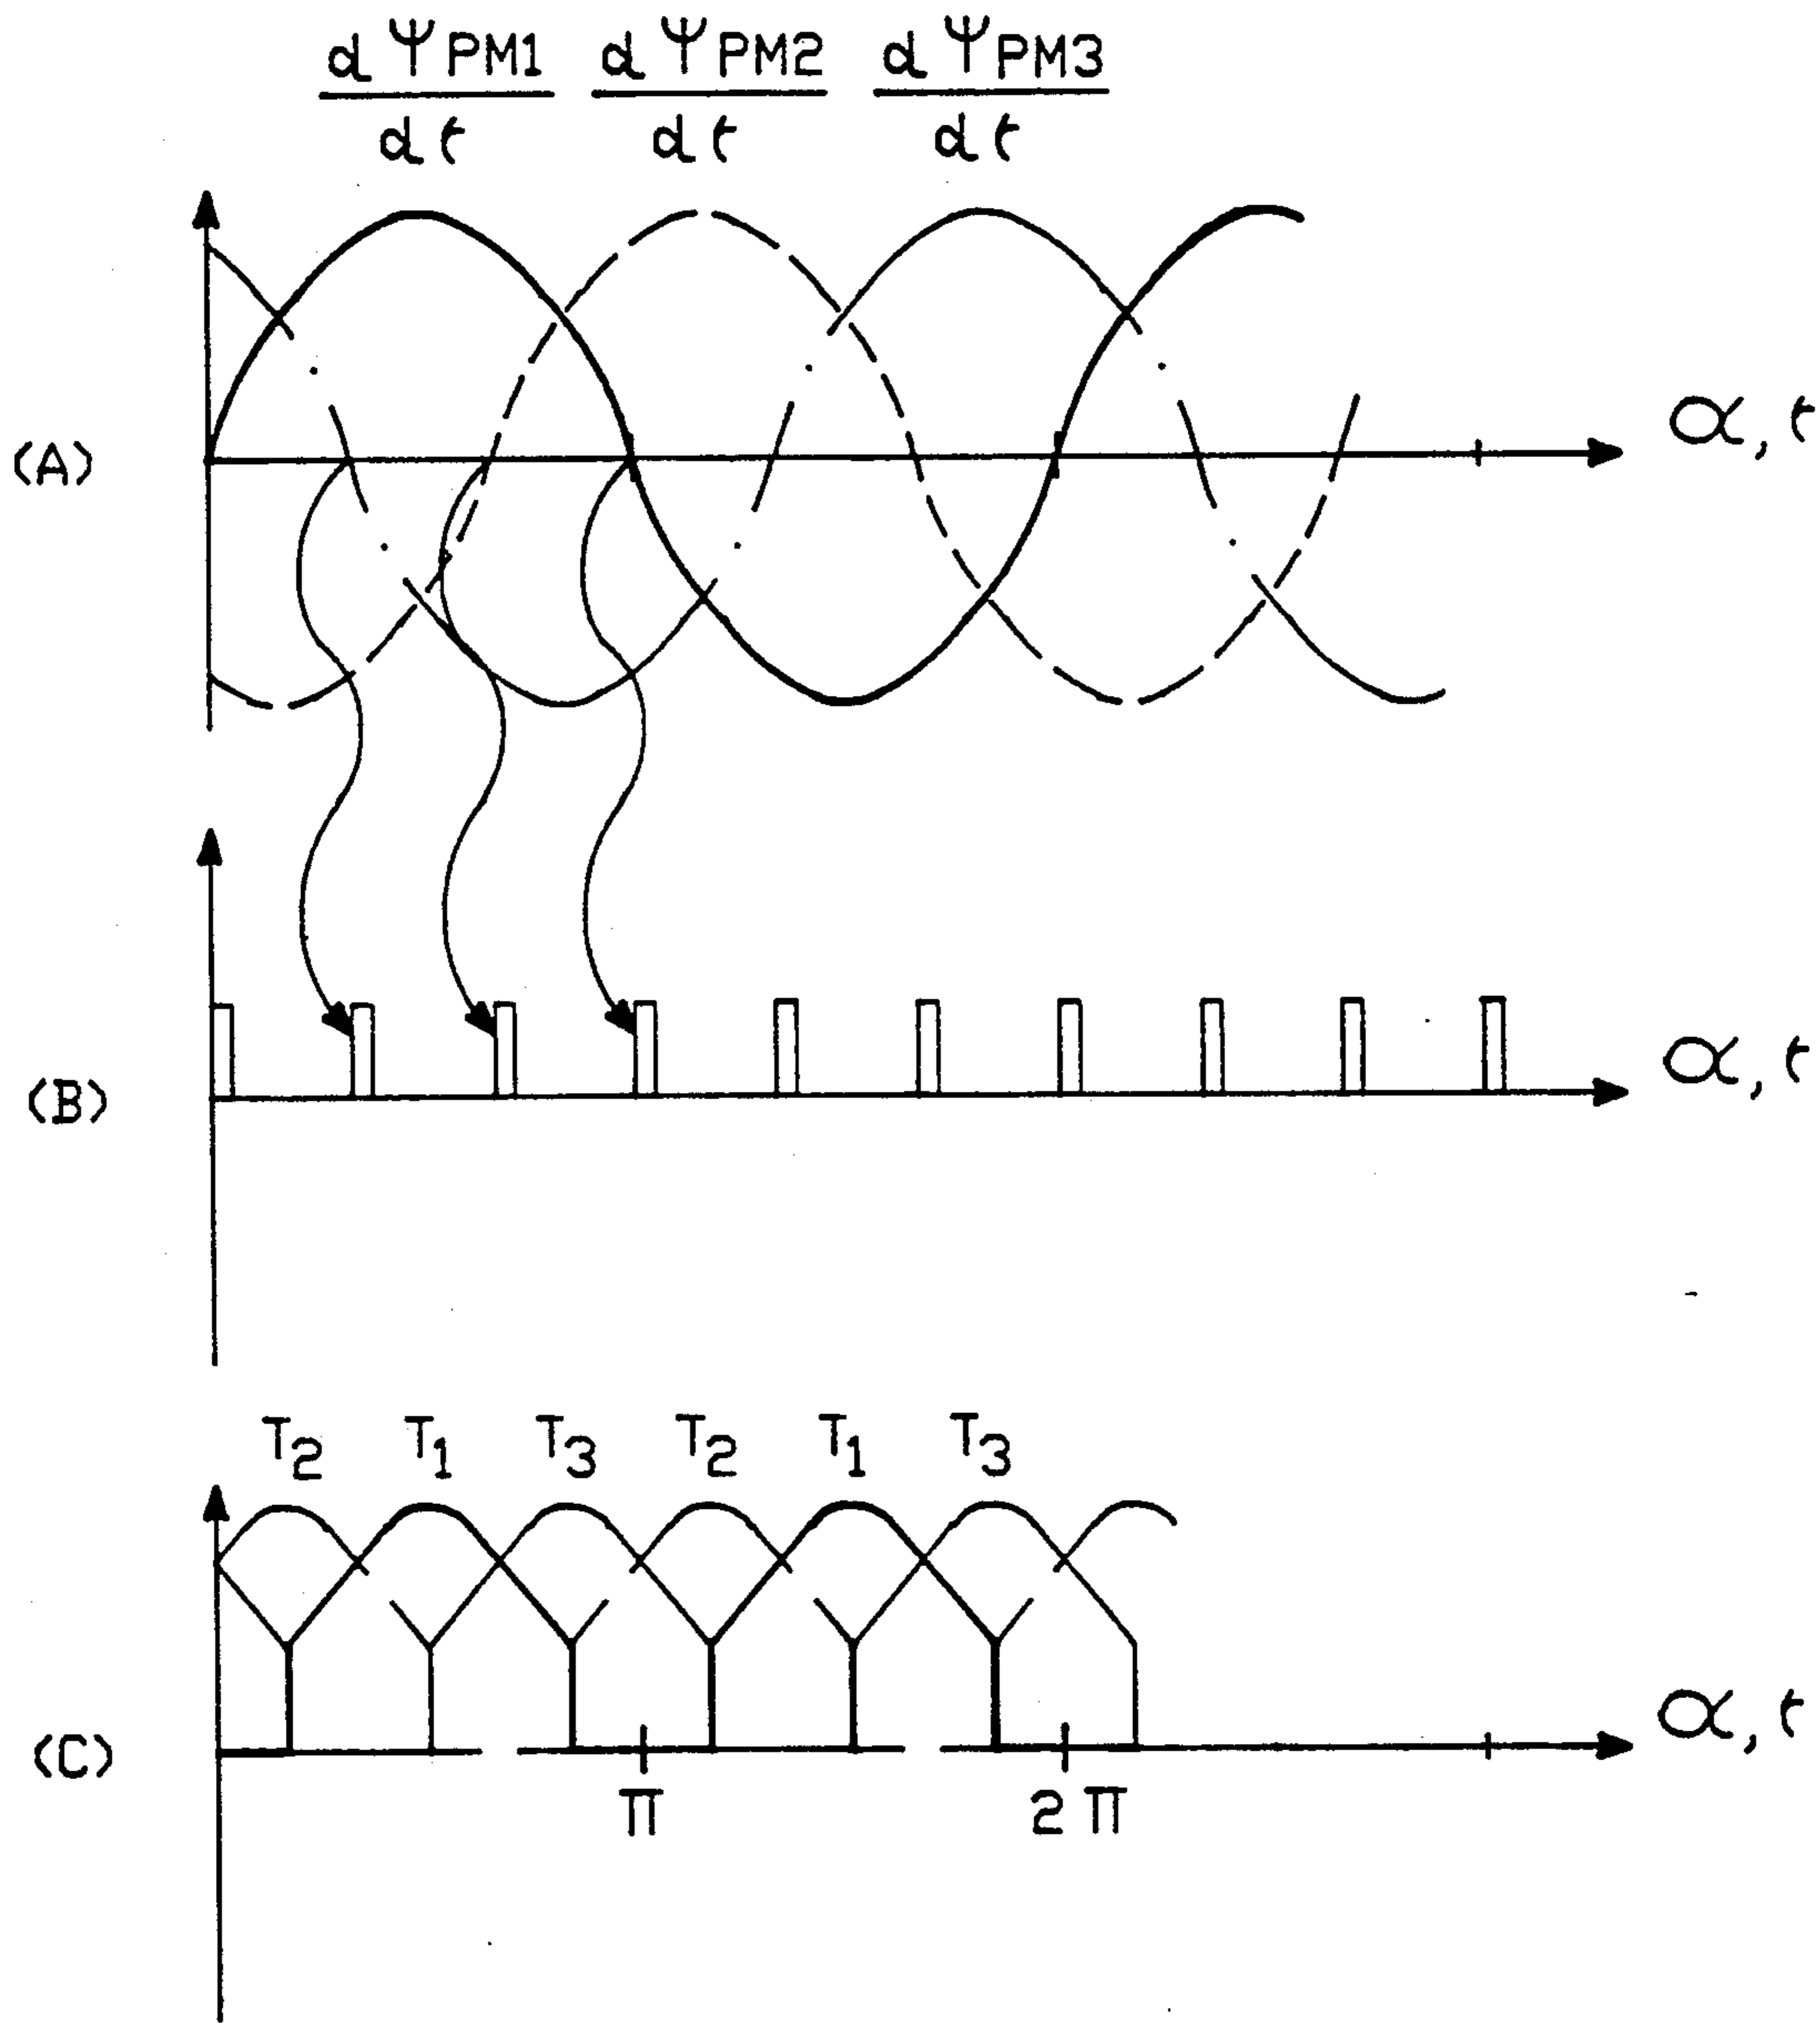 dΨPM1/dt dΨPM2/dt dΨPM3/dt
α, t
(A)
α, t
(B)
T2 T1 T3 T2 T1 T3
α, t
(C)
π 2π